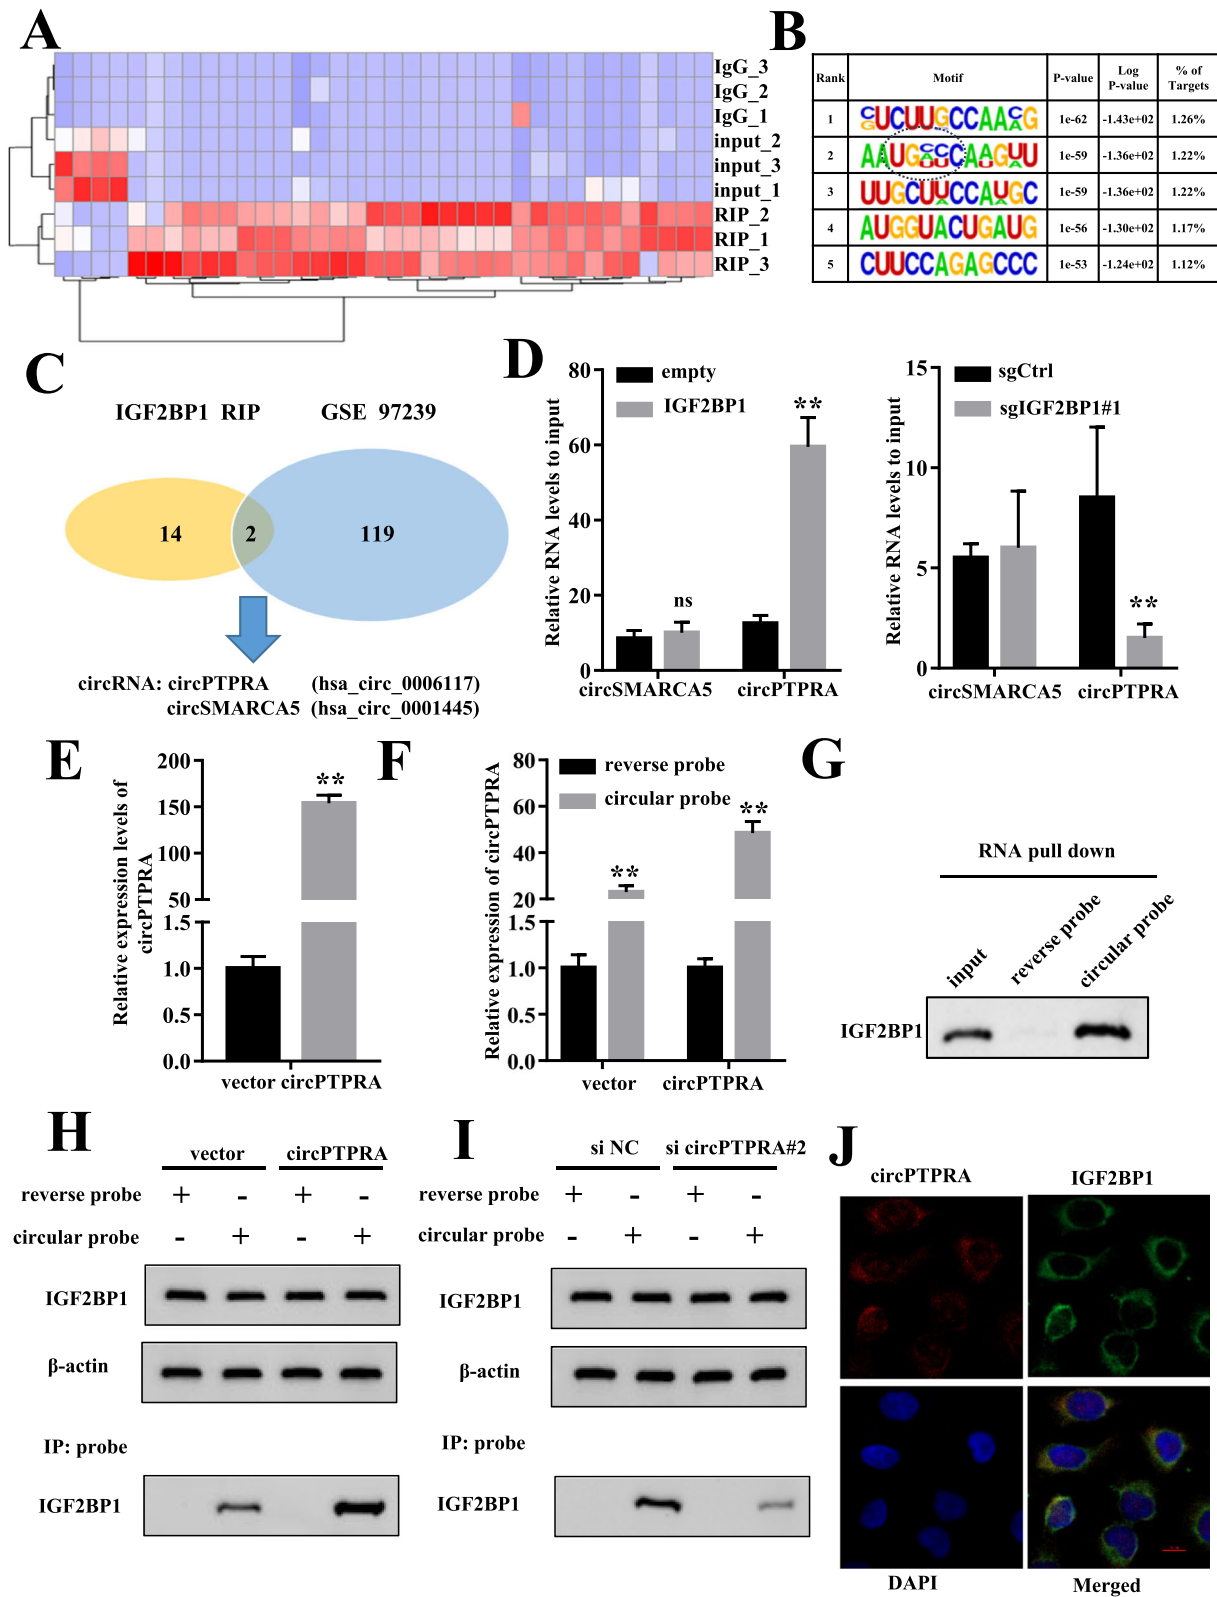 A
IgG_3
IgG_2
IgG_1
input_2
input_3
input_1
RIP_2
RIP_1
RIP_3
B
Rank Motif P-value Log P-value % of Targets
1 UCUUGCCAA G 1e-62 -1.43e+02 1.26%
2 1e-59 -1.36e+02 1.22%
3 1e-59 -1.36e+02 1.22%
4 AUGGUACUGAUG 1e-56 -1.30e+02 1.17%
5 CUUCCAGAGCCC 1e-53 -1.24e+02 1.12%
C
IGF2BP1 RIP GSE 97239
14 2 119
circRNA: circPTPRA (hsa_circ_0006117)
circSMARCA5 (hsa_circ_0001445)
D
Relative RNA levels to input
80
60
40
20
0
empty
IGF2BP1
ns
**
circSMARCA5 circPTPRA
Relative RNA levels to input
15
10
5
0
sgCtrl
sgIGF2BP1#1
**
circSMARCA5 circPTPRA
E
Relative expression levels of
circPTPRA
200
150
100
50
1.5
1.0
0.5
0.0
**
vector circPTPRA
F
Relative expression of circPTPRA
80
60
40
20
1.5
1.0
0.5
0.0
reverse probe
circular probe
**
**
vector circPTPRA
G
RNA pull down
input
reverse probe
circular probe
IGF2BP1
H
vector circPTPRA
reverse probe + - + -
circular probe - + - +
IGF2BP1
β-actin
IP: probe
IGF2BP1
I
si NC si circPTPRA#2
reverse probe + - + -
circular probe - + - +
IGF2BP1
β-actin
IP: probe
IGF2BP1
J
circPTPRA IGF2BP1
DAPI Merged